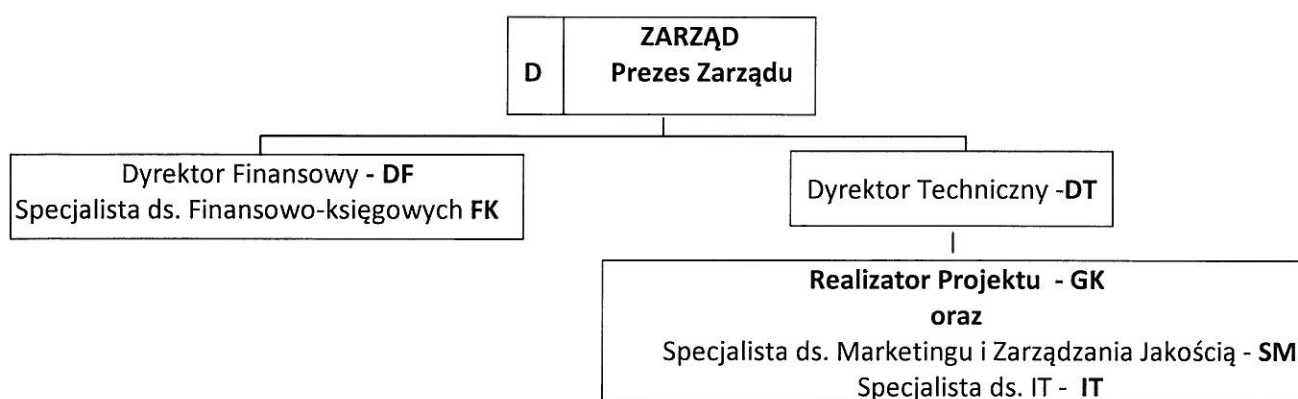 ZARZĄD
D
Prezes Zarządu
Dyrektor Finansowy - DF
Specjalista ds. Finansowo-księgowych FK
Dyrektor Techniczny -DT
Realizator Projektu - GK
oraz
Specjalista ds. Marketingu i Zarządzania Jakością - SM
Specjalista ds. IT - IT